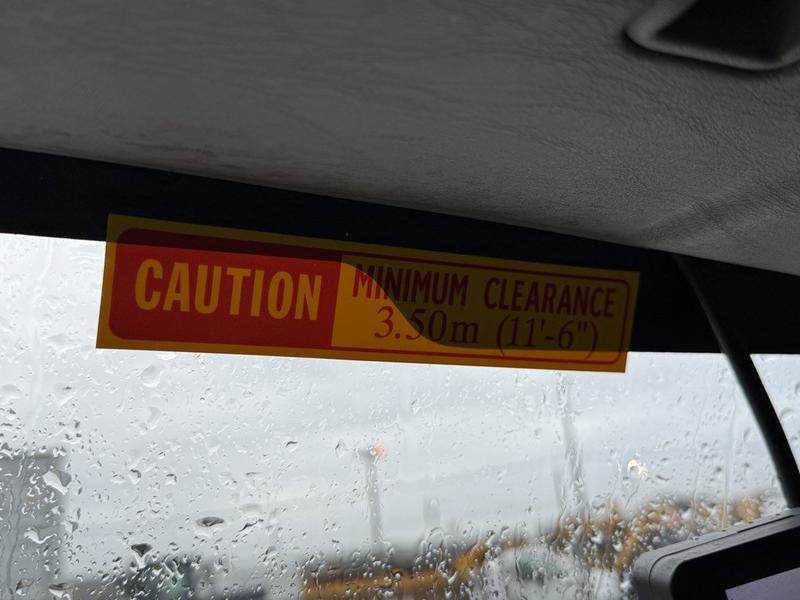 CAUTION
MINIMUM CLEARANCE
3.50m (11'-6")